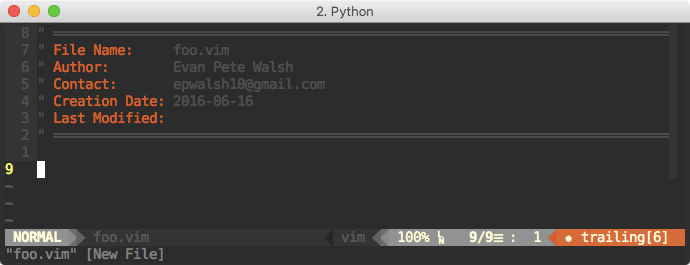 2. Python
8 " ========================================================================
7 " File Name: foo.vim
6 " Author: Evan Pete Walsh
5 " Contact: epwalsh10@gmail.com
4 " Creation Date: 2016-06-16
3 " Last Modified:
2 " ========================================================================
1
9
~
~
~
NORMAL foo.vim vim 100% ㏑ 9/9≡ : 1 ● trailing[6]
"foo.vim" [New File]